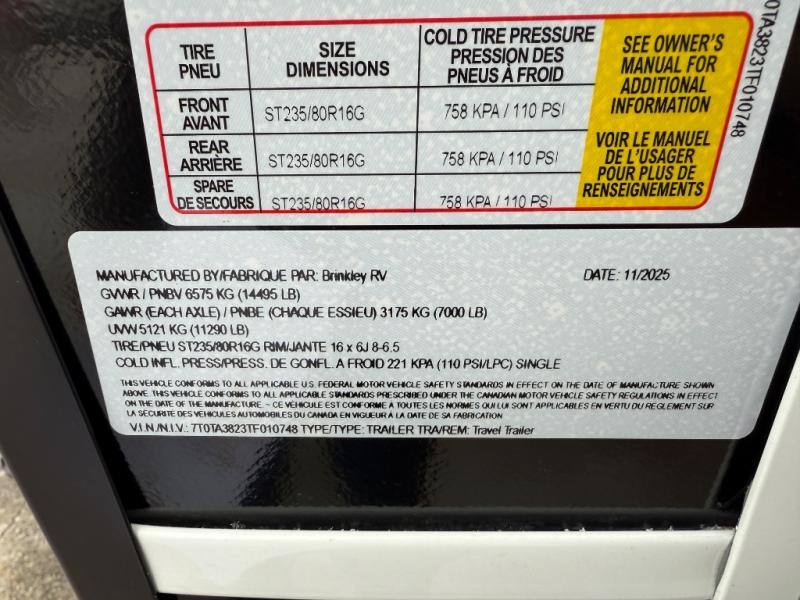 TIRE PNEU
SIZE DIMENSIONS
COLD TIRE PRESSURE PRESSION DES PNEUS À FROID
FRONT AVANT
ST235/80R16G
758 KPA / 110 PSI
REAR ARRIÈRE
ST235/80R16G
758 KPA / 110 PSI
SPARE DE SECOURS
ST235/80R16G
758 KPA / 110 PSI
SEE OWNER'S
MANUAL FOR
ADDITIONAL
INFORMATION
VOIR LE MANUEL
DE L'USAGER
POUR PLUS DE
RENSEIGNEMENTS
0TA3823TF010748
MANUFACTURED BY/FABRIQUE PAR: Brinkley RV DATE: 11/2025
GVWR / PNBV 6575 KG (14495 LB)
GAWR (EACH AXLE) / PNBE (CHAQUE ESSIEU) 3175 KG (7000 LB)
UVW 5121 KG (11290 LB)
TIRE/PNEU ST235/80R16G RIM/JANTE 16 x 6J 8-6.5
COLD INFL. PRESS/PRESS. DE GONFL. A FROID 221 KPA (110 PSI/LPC) SINGLE
THIS VEHICLE CONFORMS TO ALL APPLICABLE U.S. FEDERAL MOTOR VEHICLE SAFETY STANDARDS IN EFFECT ON THE DATE OF MANUFACTURE SHOWN
ABOVE. THIS VEHICLE CONFORMS TO ALL APPLICABLE STANDARDS PRESCRIBED UNDER THE CANADIAN MOTOR VEHICLE SAFETY REGULATIONS IN EFFECT
ON THE DATE OF THE MANUFACTURE. - CE VÉHICULE EST CONFORME A TOUTES LES NORMES QUI LUI SONT APPLICABLES EN VERTU DU REGLEMENT SUR
LA SÉCURITÉ DES VEHICULES AUTOMOBILES DU CANADA EN VIGUEUR A LA DATE DE SA FABRICATION
V.I.N./N.I.V.: 7T0TA3823TF010748 TYPE/TYPE: TRAILER TRA/REM: Travel Trailer